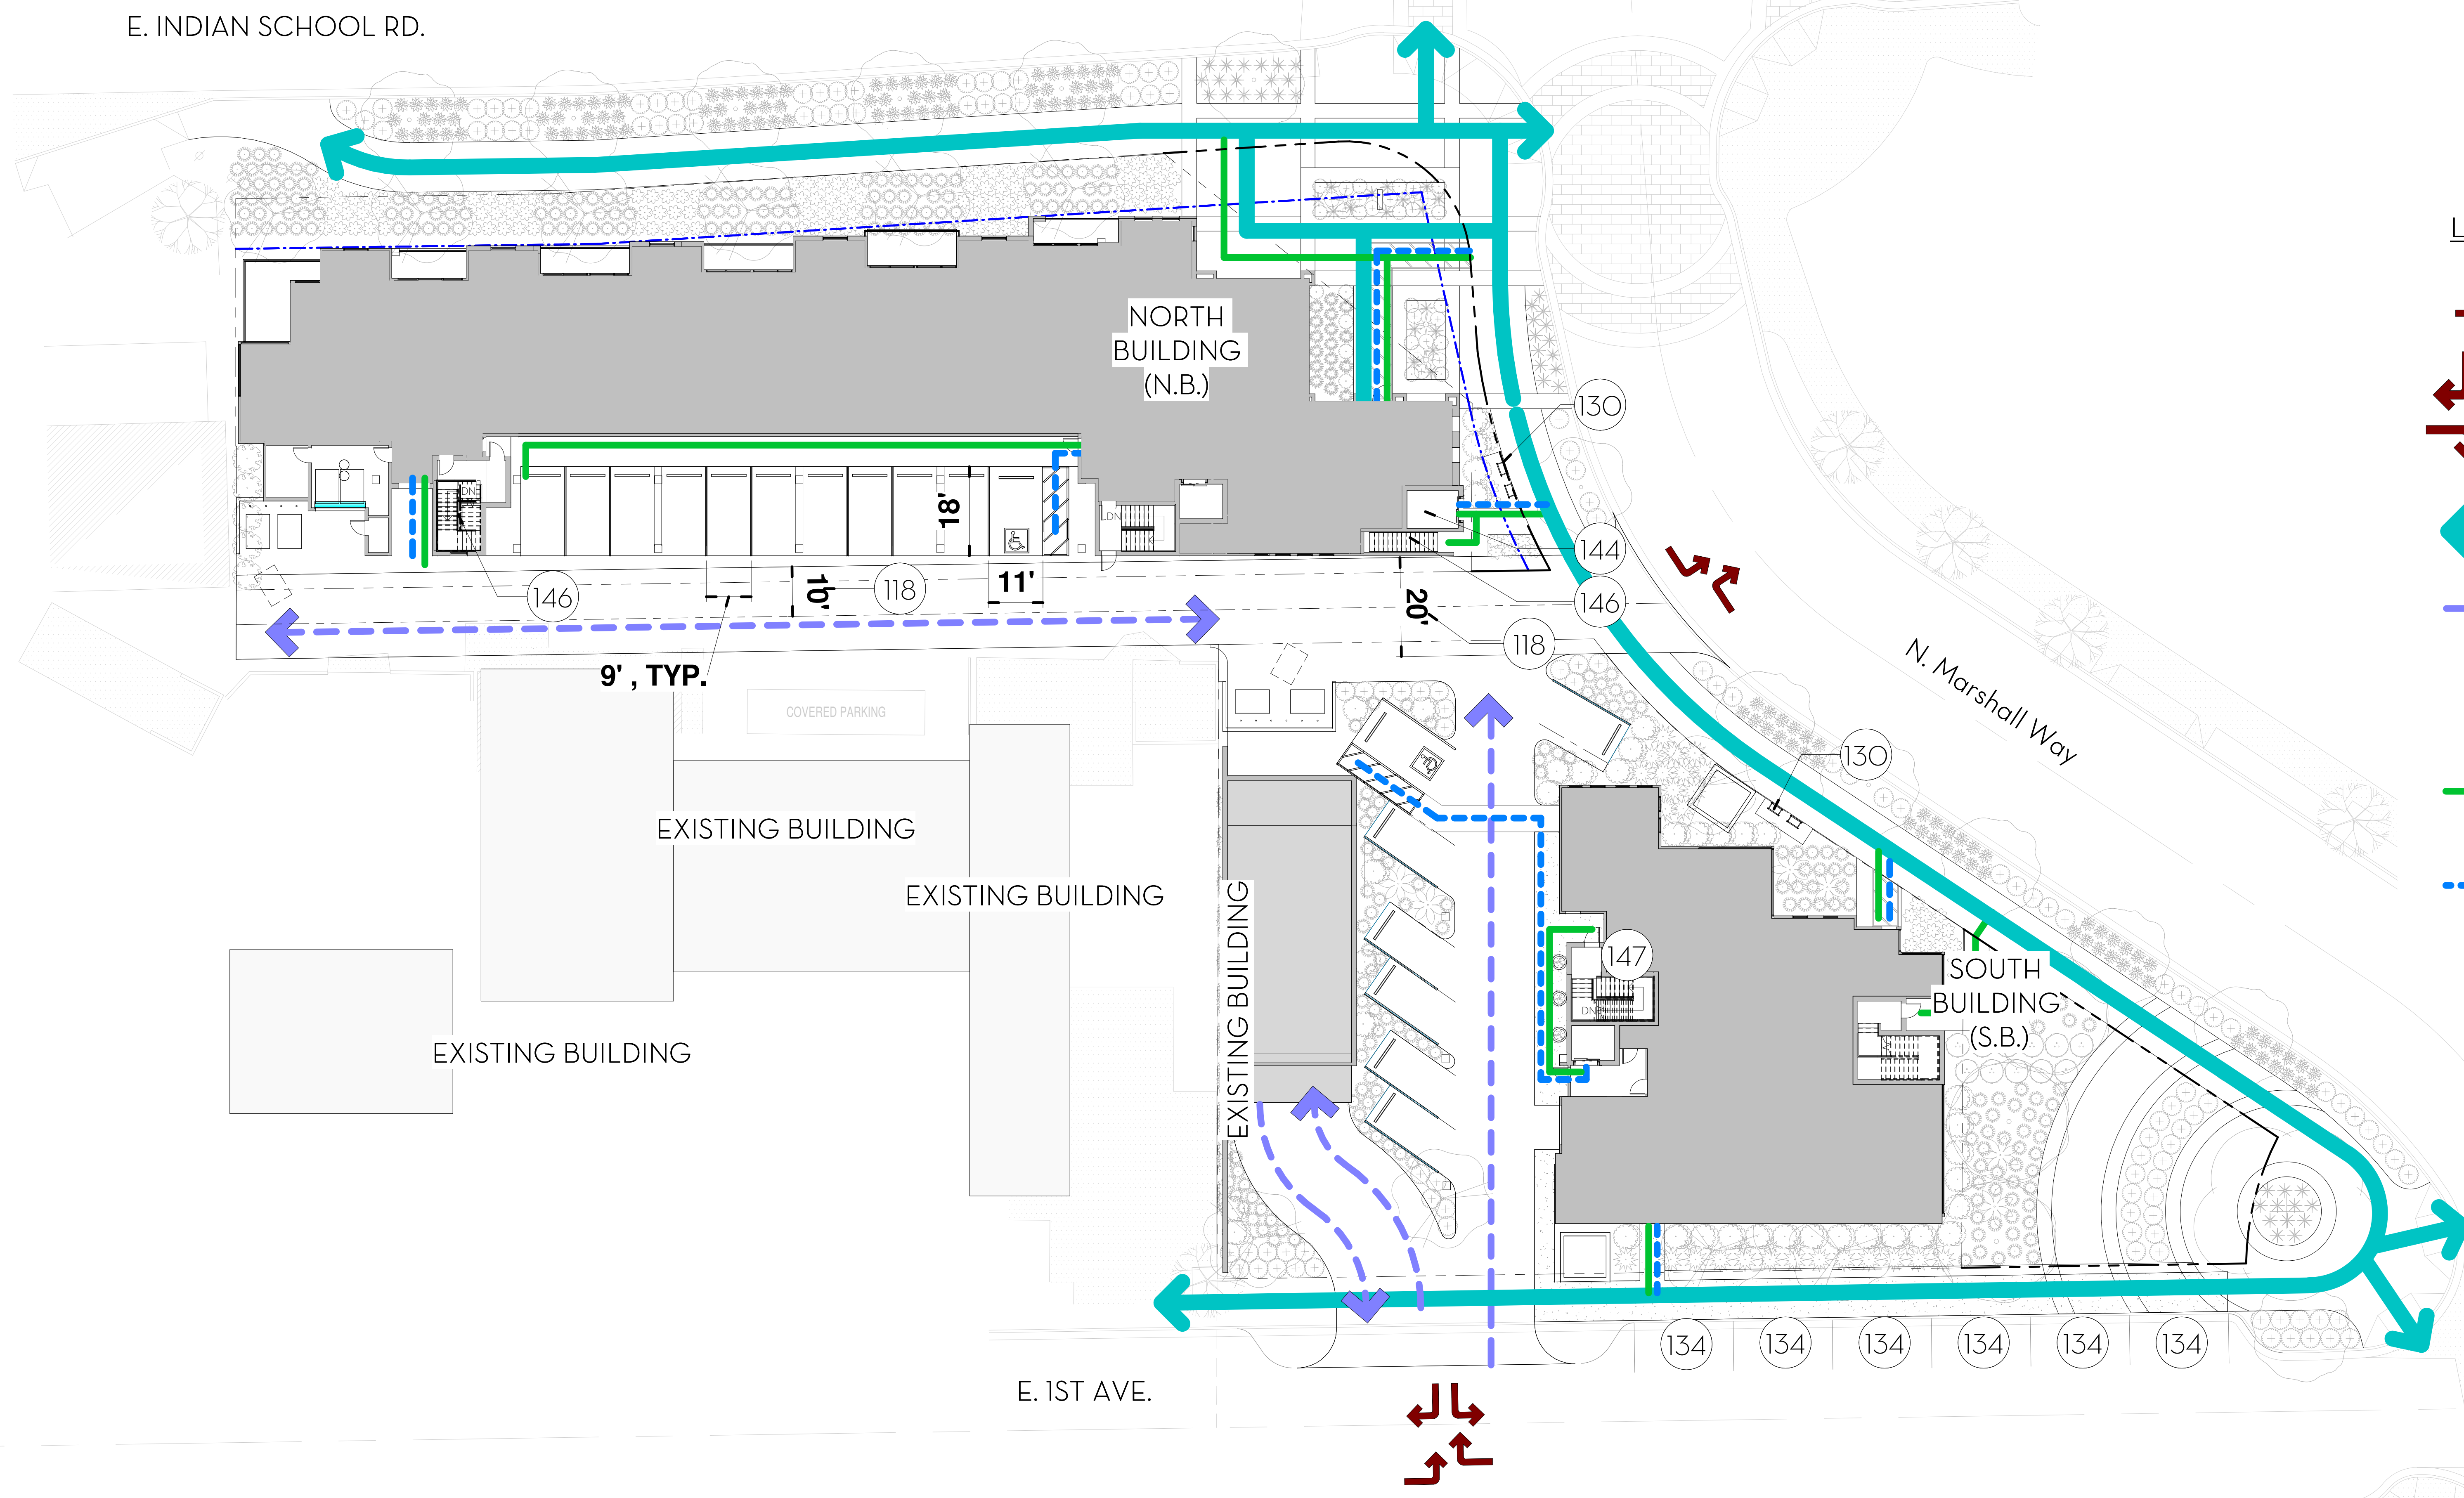 E. INDIAN SCHOOL RD.
L
NORTH
BUILDING
(N.B.)
130
DN
18'
LDN
144
146
10'
118
11'
20'
146
118
9' , TYP.
N. Marshall Way
COVERED PARKING
130
EXISTING BUILDING
EXISTING BUILDING
EXISTING BUILDING
147
SOUTH
BUILDING
(S.B.)
DN
EXISTING BUILDING
134
134
134
134
134
134
E. 1ST AVE.